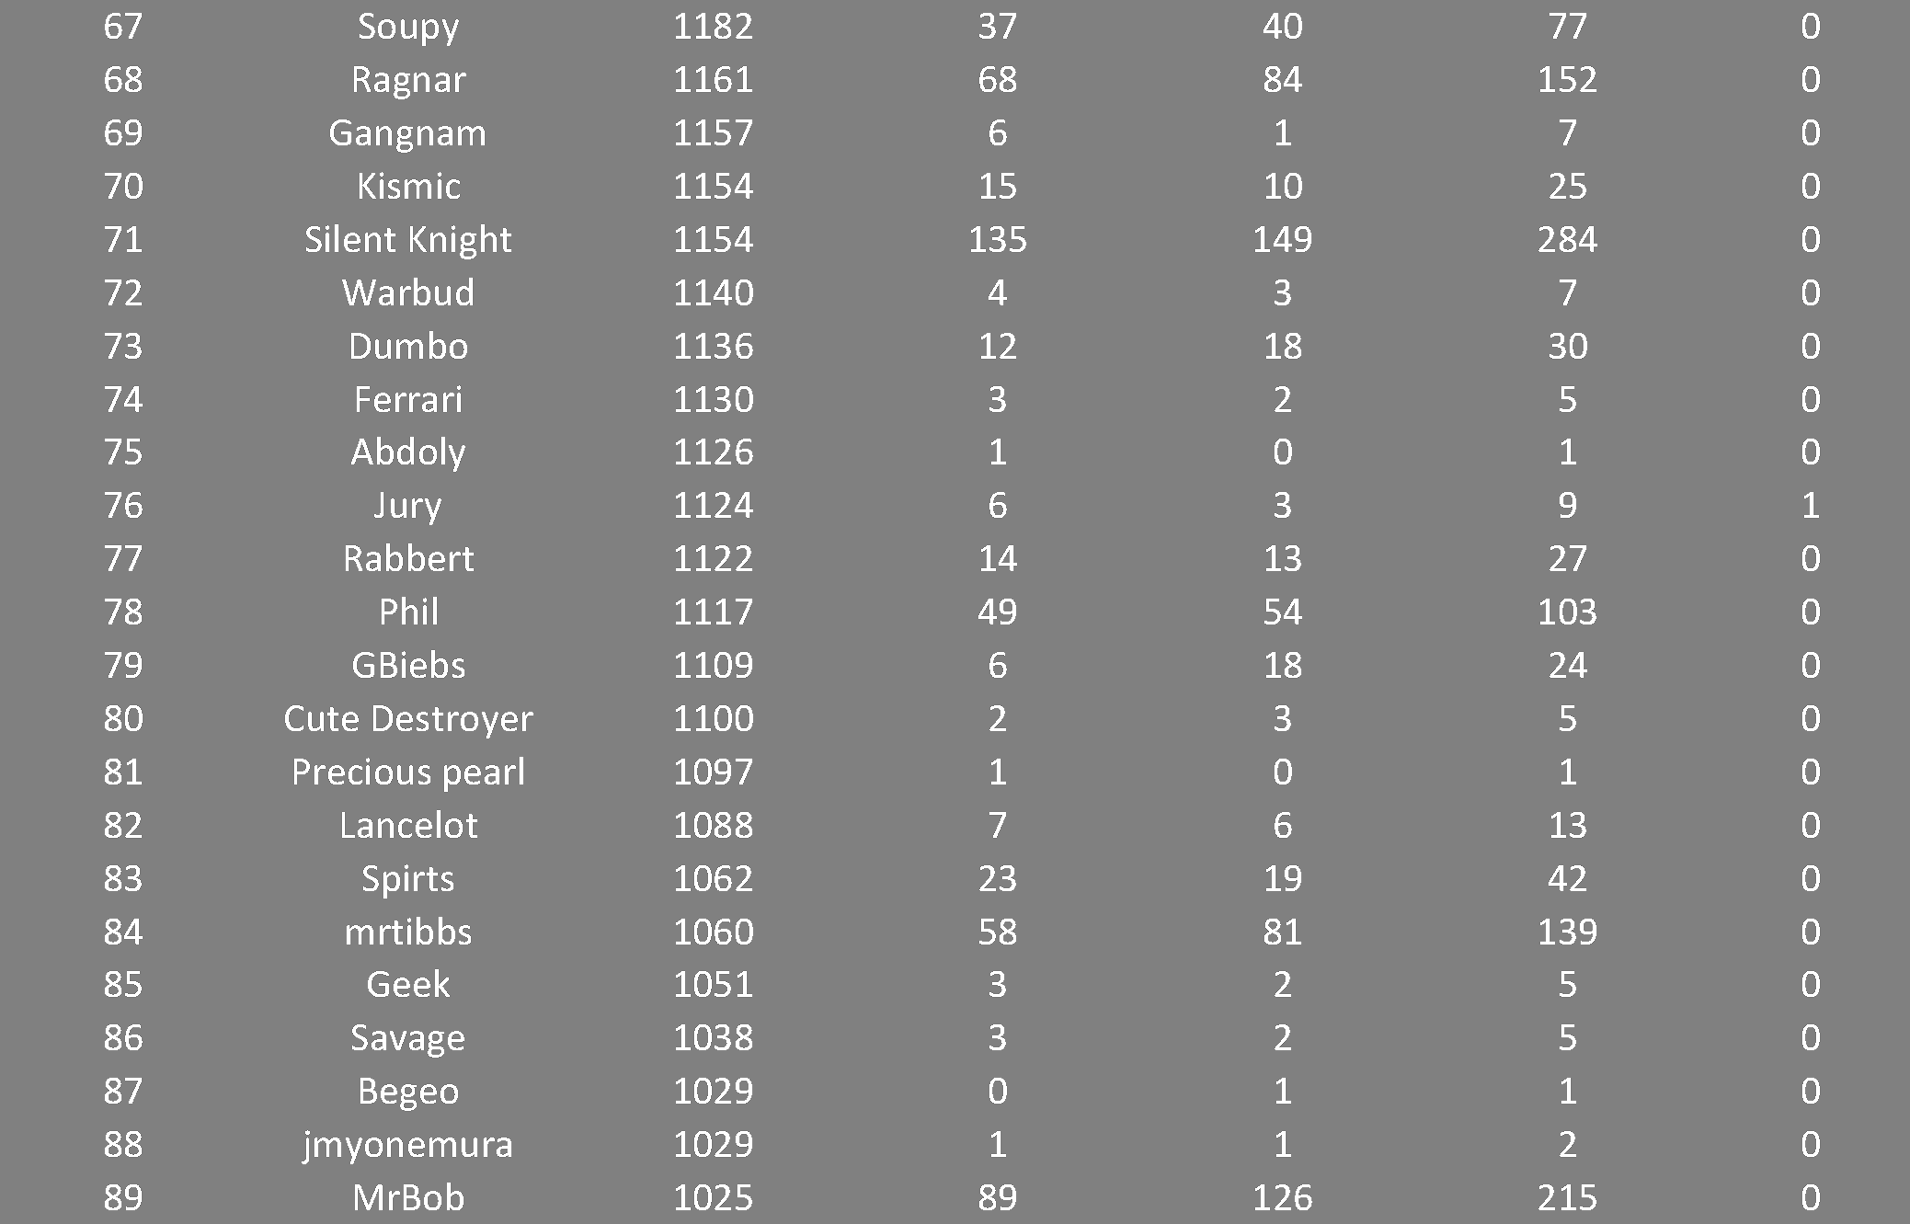 67 Soupy 1182 37 40 77 0
68 Ragnar 1161 68 84 152 0
69 Gangnam 1157 6 1 7 0
70 Kismic 1154 15 10 25 0
71 Silent Knight 1154 135 149 284 0
72 Warbud 1140 4 3 7 0
73 Dumbo 1136 12 18 30 0
74 Ferrari 1130 3 2 5 0
75 Abdoly 1126 1 0 1 0
76 Jury 1124 6 3 9 1
77 Rabbert 1122 14 13 27 0
78 Phil 1117 49 54 103 0
79 GBiebs 1109 6 18 24 0
80 Cute Destroyer 1100 2 3 5 0
81 Precious pearl 1097 1 0 1 0
82 Lancelot 1088 7 6 13 0
83 Spirts 1062 23 19 42 0
84 mrtibbs 1060 58 81 139 0
85 Geek 1051 3 2 5 0
86 Savage 1038 3 2 5 0
87 Begeo 1029 0 1 1 0
88 jmyonemura 1029 1 1 2 0
89 MrBob 1025 89 126 215 0